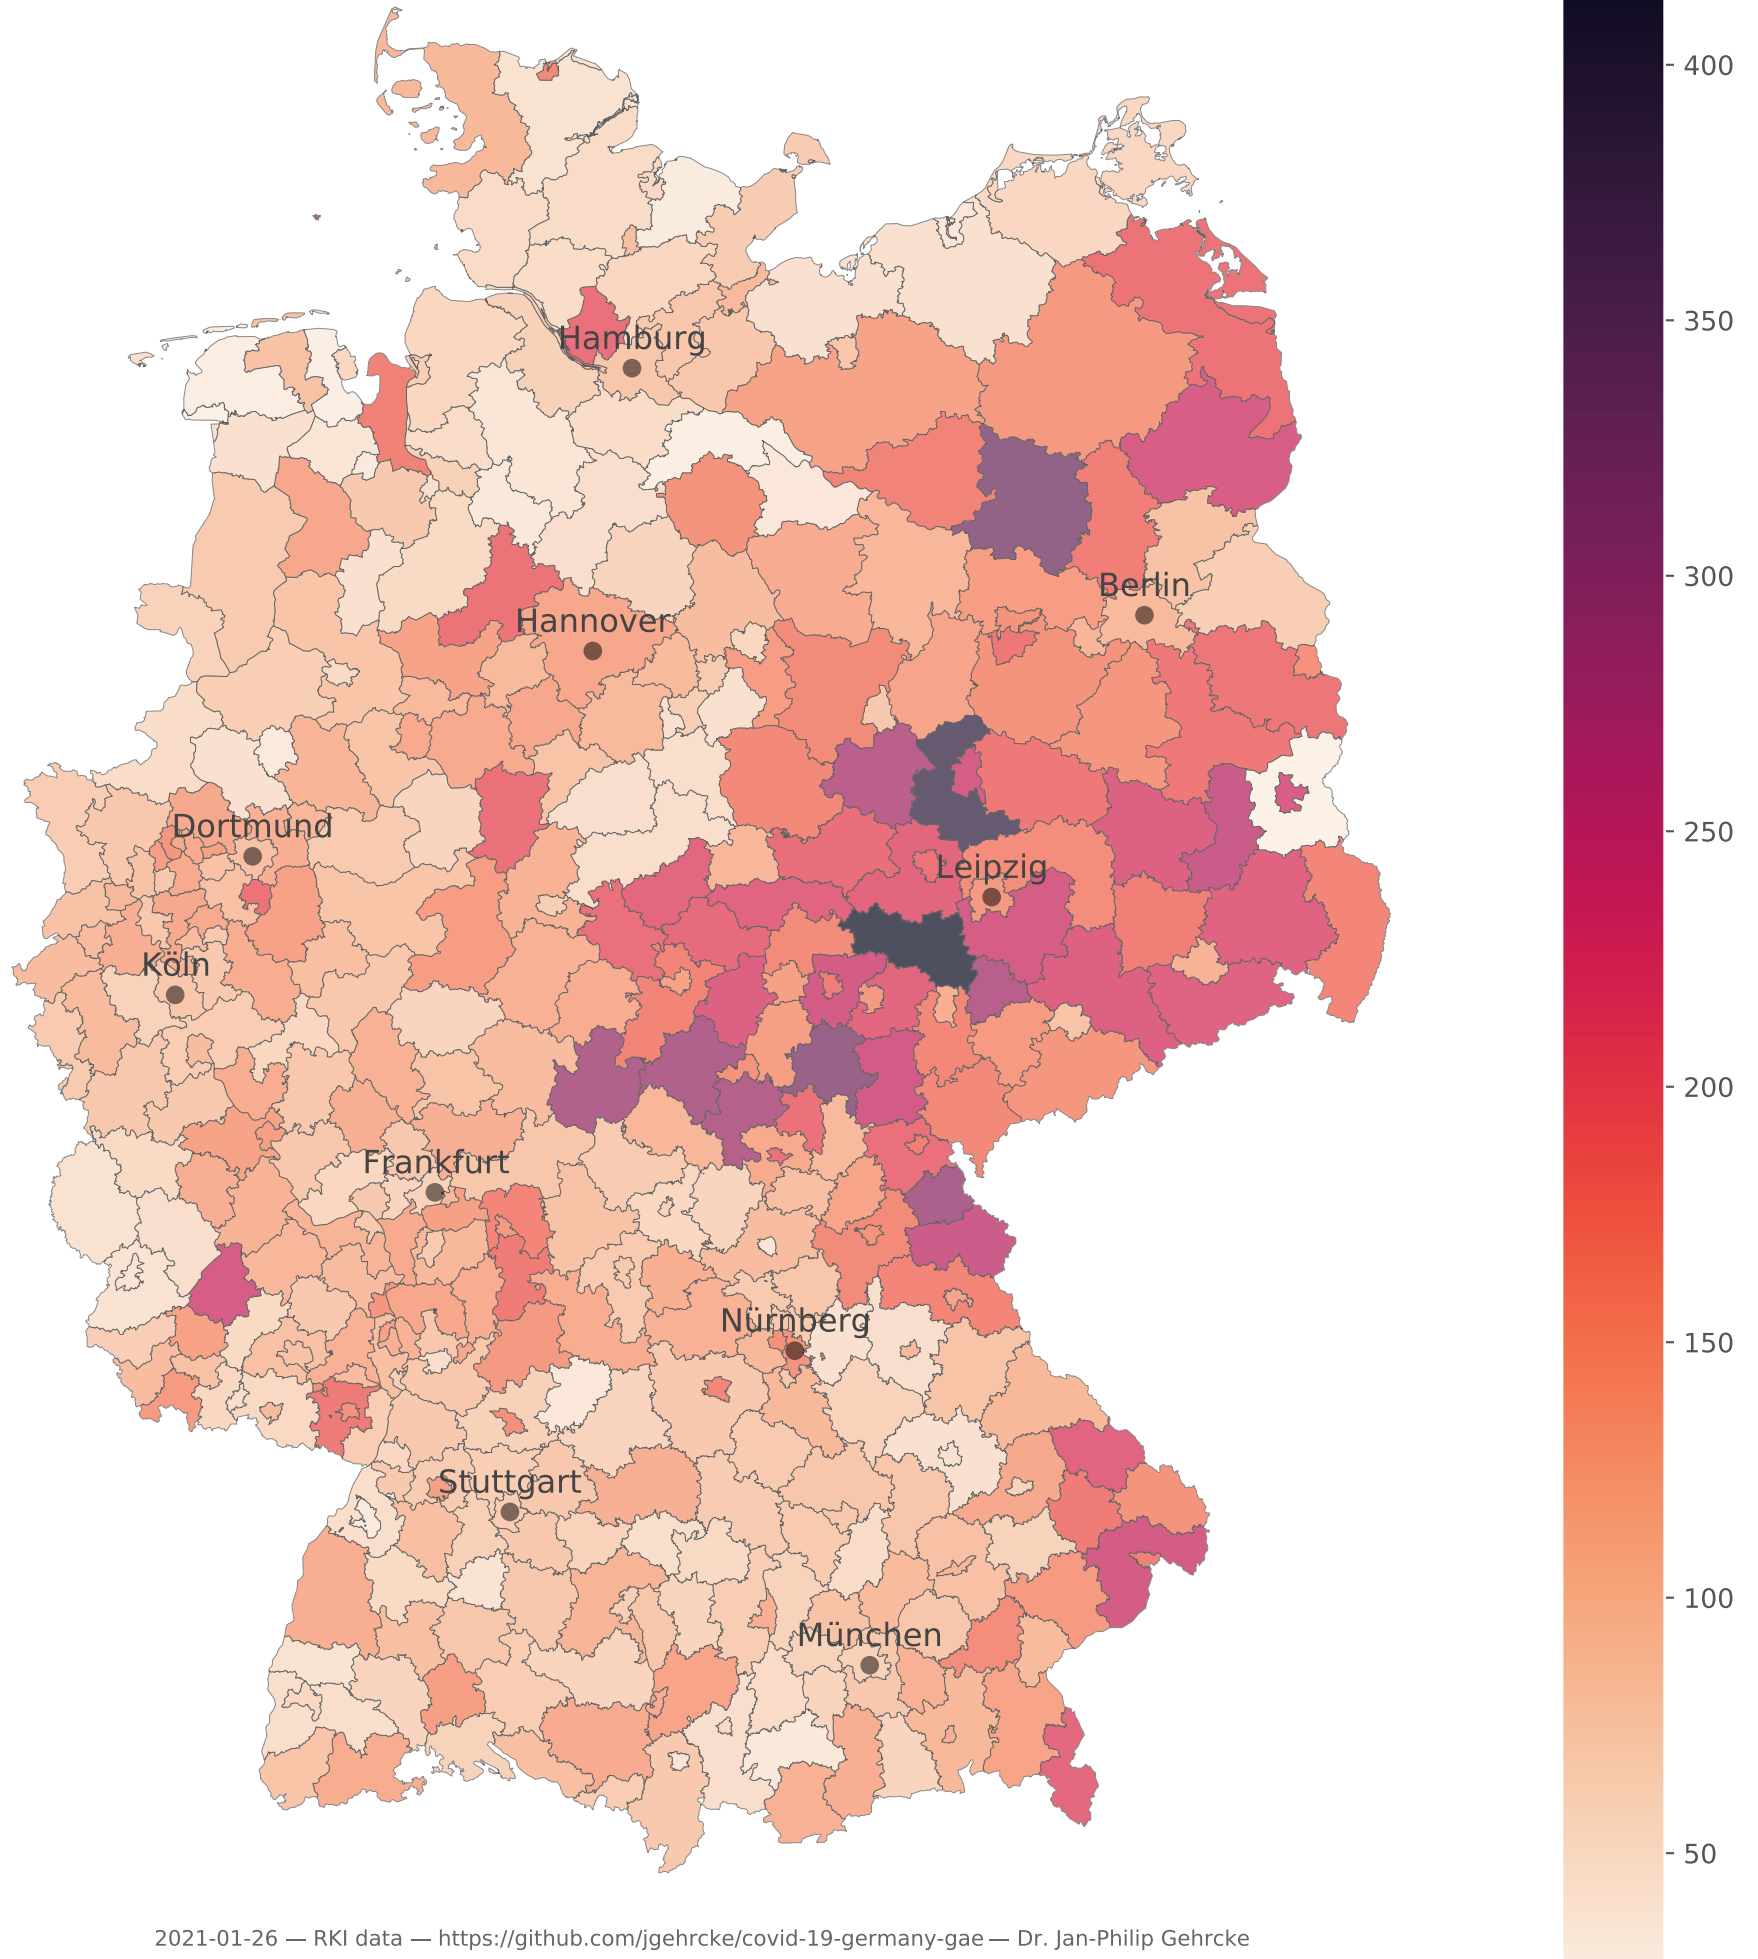 400
350
Hamburg
300
Berlin
Hannover
250
Dortmund
Leipzig
Köln
200
Frankfurt
150
Nürnberg
Stuttgart
100
München
50
2021-01-26 — RKI data — https://github.com/jgehrcke/covid-19-germany-gae — Dr. Jan-Philip Gehrcke